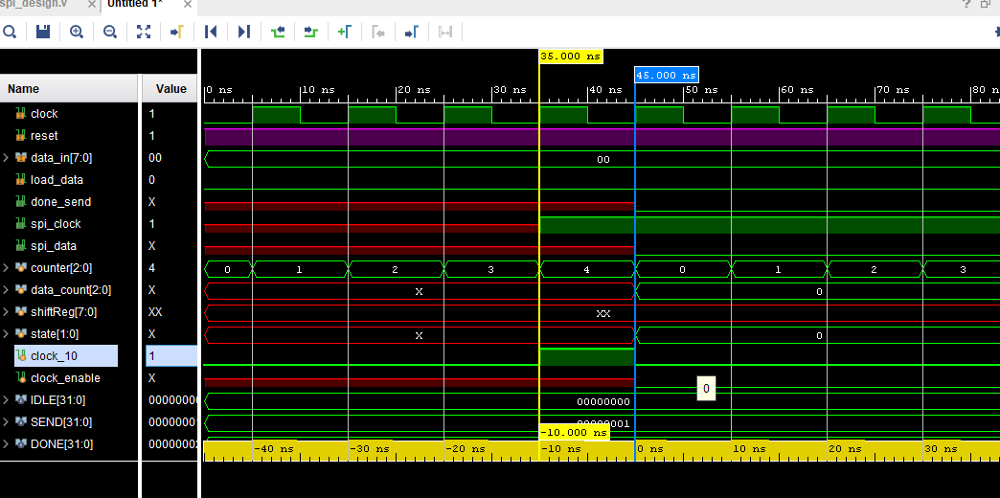 spi_design.v × Untitled 1* × ?
35.000 ns
45.000 ns
Name Value 0 ns 10 ns 20 ns 30 ns 40 ns 50 ns 60 ns 70 ns 80
clock 1
reset 1
data_in[7:0] 00 00
load_data 0
done_send X
spi_clock 1
spi_data X
counter[2:0] 4 0 1 2 3 4 0 1 2 3
data_count[2:0] X X 0
shiftReg[7:0] XX XX
state[1:0] X X 0
clock_10 1
clock_enable X 0
IDLE[31:0] 00000000 00000000
SEND[31:0] 00000001 00000001
-10.000 ns
DONE[31:0] 00000002 -40 ns -30 ns -20 ns -10 ns 0 ns 10 ns 20 ns 30 ns